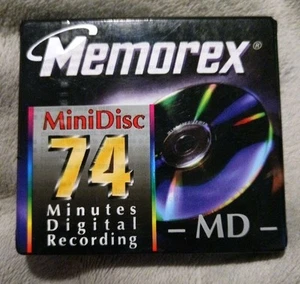 Memorex®
MiniDisc
74
Minutes
Digital
Recording
– MD –